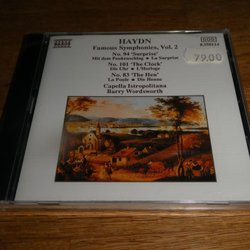 NAXOS
HAYDN
Famous Symphonies, Vol. 2
No. 94 'Surprise'
Mit dem Paukenschlag • La Surprise
No. 101 'The Clock'
Die Uhr • L'Horloge
No. 83 'The Hen'
La Poule • Die Henne
Capella Istropolitana
Barry Wordsworth
8.550114
79.00